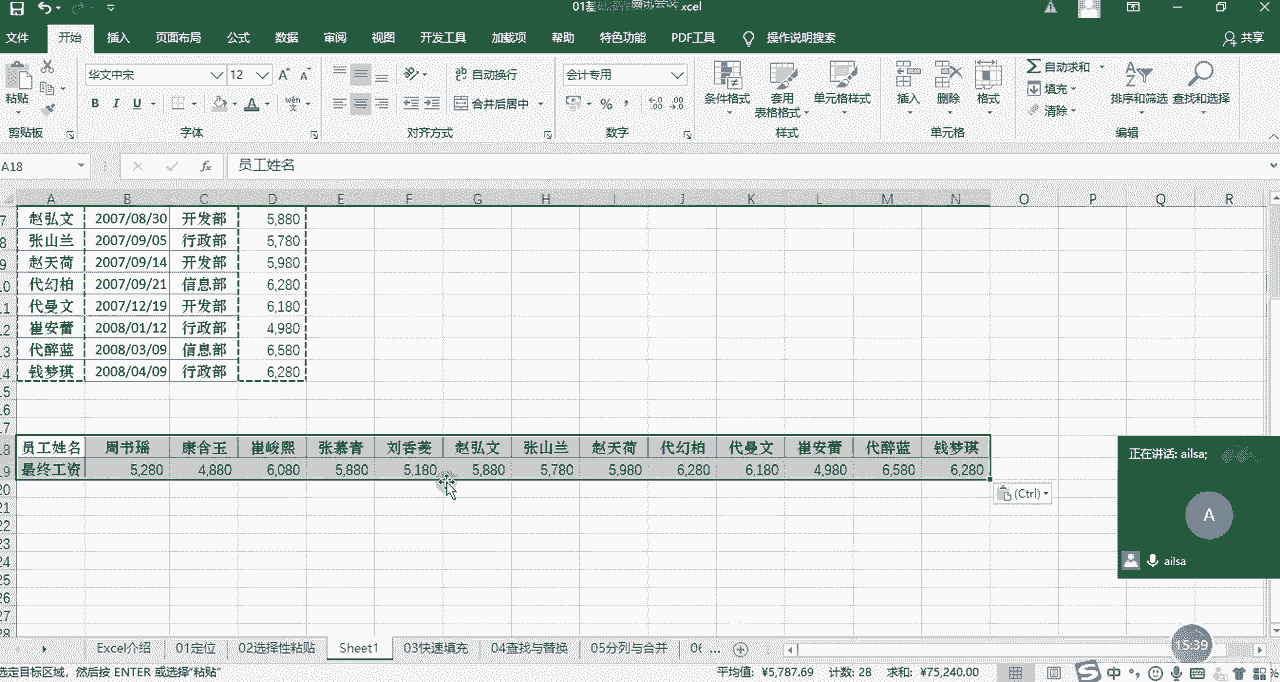 xcel
文件 开始 插入 页面布局 公式 数据 审阅 视图 开发工具 加载项 帮助 特色功能 PDF工具 操作说明搜索 共享
粘贴 华文中宋 12 A A 自动换行 会计专用 条件格式 套用 表格格式 单元格样式 插入 删除 格式 自动求和 填充 清除 排序和筛选 查找和选择
B I U A wén 合并后居中 % ,
剪贴板 字体 对齐方式 数字 样式 单元格 编辑
A18 fx 员工姓名
A B C D E F G H I J K L M N O P Q R
7 赵弘文 2007/08/30 开发部 5,880
8 张山兰 2007/09/05 行政部 5,780
9 赵天荷 2007/09/14 开发部 5,980
10 代幻柏 2007/09/21 信息部 6,280
11 代曼文 2007/12/19 开发部 6,180
12 崔安蕾 2008/01/12 行政部 4,980
13 代醉蓝 2008/03/09 信息部 6,580
14 钱梦琪 2008/04/09 行政部 6,280
15
16
17
18 员工姓名 周书瑶 康含玉 崔峻熙 张慕青 刘香菱 赵弘文 张山兰 赵天荷 代幻柏 代曼文 崔安蕾 代醉蓝 钱梦琪
19 最终工资 5,280 4,880 6,080 5,880 5,180 5,880 5,780 5,980 6,280 6,180 4,980 6,580 6,280
20
(Ctrl)
21
22
23
24
25
26
27
28
正在讲话: ailsa;
A
ailsa
Excel介绍 01定位 02选择性粘贴 Sheet1 03快速填充 04查找与替换 05分列与合并 06 ...
15:39
选定目标区域，然后按 ENTER 或选择"粘贴" 平均值: ¥5,787.69 计数: 28 求和: ¥75,240.00 中